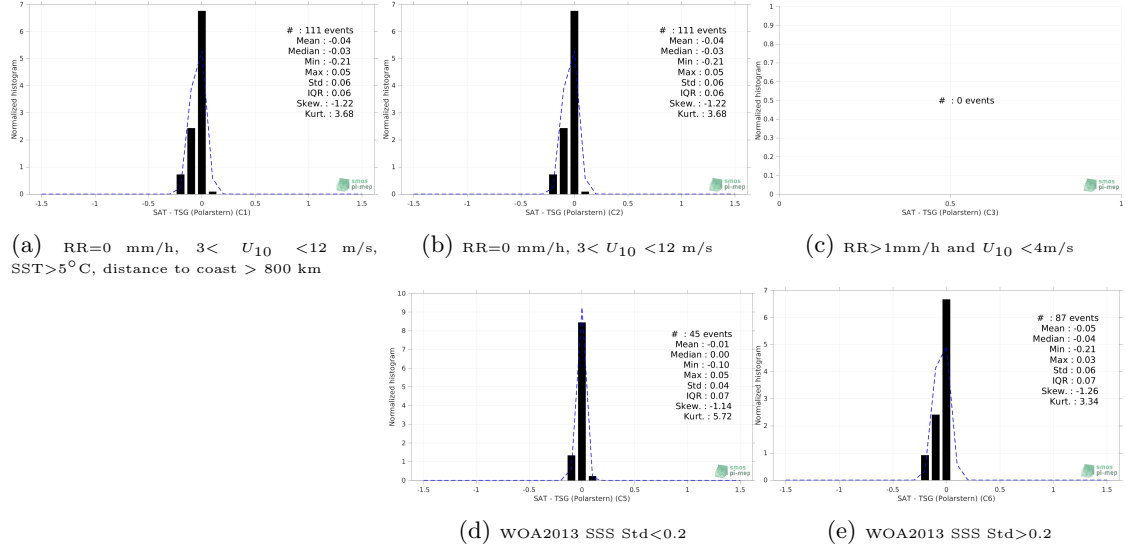 7
6
5
4
3
2
1
0
Normalized histogram
# : 111 events
Mean : -0.04
Median : -0.03
Min : -0.21
Max : 0.05
Std : 0.06
IQR : 0.06
Skew. : -1.22
Kurt. : 3.68
smos
pi-mep
-1.5 -1 -0.5 0 0.5 1 1.5
SAT - TSG (Polarstern) (C1)
(a) RR=0 mm/h, 3< U10 <12 m/s,
SST>5°C, distance to coast > 800 km
7
6
5
4
3
2
1
0
Normalized histogram
# : 111 events
Mean : -0.04
Median : -0.03
Min : -0.21
Max : 0.05
Std : 0.06
IQR : 0.06
Skew. : -1.22
Kurt. : 3.68
smos
pi-mep
-1.5 -1 -0.5 0 0.5 1 1.5
SAT - TSG (Polarstern) (C2)
(b) RR=0 mm/h, 3< U10 <12 m/s
1
0.9
0.8
0.7
0.6
0.5
0.4
0.3
0.2
0.1
0
Normalized histogram
# : 0 events
smos
pi-mep
0 0.5 1
SAT - TSG (Polarstern) (C3)
(c) RR>1mm/h and U10 <4m/s
10
9
8
7
6
5
4
3
2
1
0
Normalized histogram
# : 45 events
Mean : -0.01
Median : 0.00
Min : -0.10
Max : 0.05
Std : 0.04
IQR : 0.07
Skew. : -1.14
Kurt. : 5.72
smos
pi-mep
-1.5 -1 -0.5 0 0.5 1 1.5
SAT - TSG (Polarstern) (C5)
(d) WOA2013 SSS Std<0.2
7
6
5
4
3
2
1
0
Normalized histogram
# : 87 events
Mean : -0.05
Median : -0.04
Min : -0.21
Max : 0.03
Std : 0.06
IQR : 0.07
Skew. : -1.26
Kurt. : 3.34
smos
pi-mep
-1.5 -1 -0.5 0 0.5 1 1.5
SAT - TSG (Polarstern) (C6)
(e) WOA2013 SSS Std>0.2